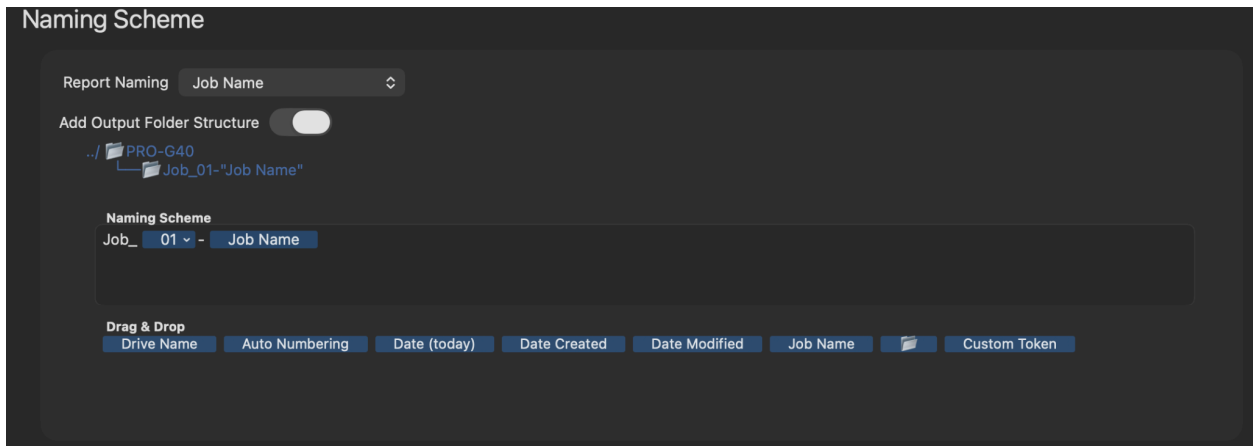 Naming Scheme
Report Naming Job Name
Add Output Folder Structure
../ PRO-G40
Job_01-"Job Name"
Naming Scheme
Job_ 01 - Job Name
Drag & Drop
Drive Name Auto Numbering Date (today) Date Created Date Modified Job Name Custom Token